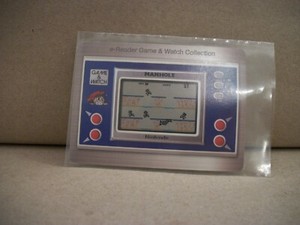 e-Reader Game & Watch Collection
GAME &
WATCH
MANHOLE
Nintendo